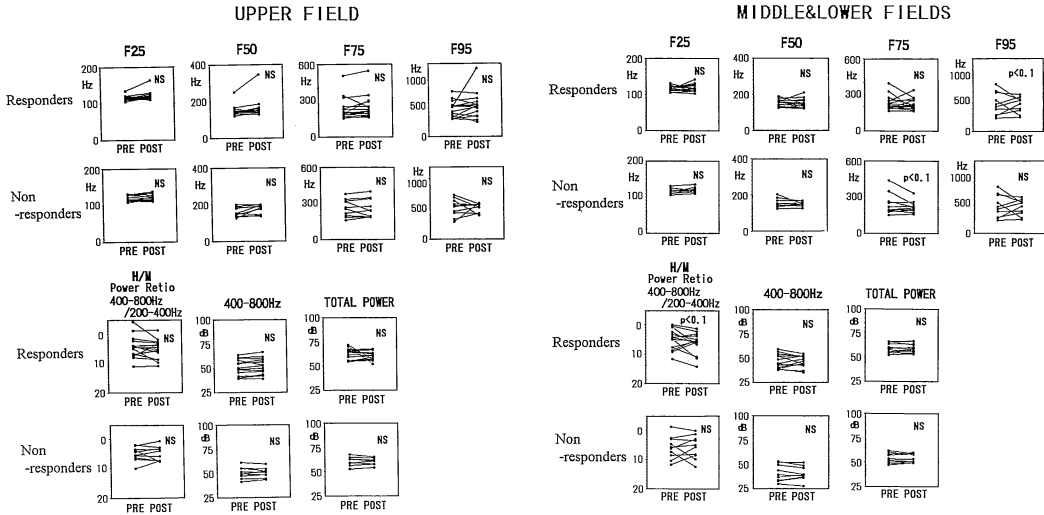 UPPER FIELD
F25 F50 F75 F95
Responders
200 Hz 100 0 NS PRE POST
400 200 0 NS PRE POST
600 300 0 NS PRE POST
Hz 1000 500 0 NS PRE POST
Non
-responders
200 Hz 100 0 NS PRE POST
400 200 0 NS PRE POST
600 300 0 NS PRE POST
Hz 1000 500 0 NS PRE POST
H/M
Power Retio
400-800Hz
/200-400Hz
400-800Hz
TOTAL POWER
Responders
0 10 20 NS PRE POST
100 dB 75 50 25 NS PRE POST
100 dB 75 50 25 NS PRE POST
Non
-responders
0 10 20 NS PRE POST
100 dB 75 50 25 NS PRE POST
100 dB 75 50 25 NS PRE POST
MIDDLE&LOWER FIELDS
F25 F50 F75 F95
Responders
200 Hz 100 0 NS PRE POST
400 200 0 NS PRE POST
600 300 0 NS PRE POST
Hz 1000 500 0 p<0.1 PRE POST
Non
-responders
200 Hz 100 0 NS PRE POST
400 200 0 NS PRE POST
600 300 0 p<0.1 PRE POST
Hz 1000 500 0 NS PRE POST
H/M
Power Retio
400-800Hz
/200-400Hz
400-800Hz
TOTAL POWER
Responders
0 10 20 p<0.1 PRE POST
100 dB 75 50 25 NS PRE POST
100 dB 75 50 25 NS PRE POST
Non
-responders
0 10 20 NS PRE POST
100 dB 75 50 25 NS PRE POST
100 dB 75 50 25 NS PRE POST